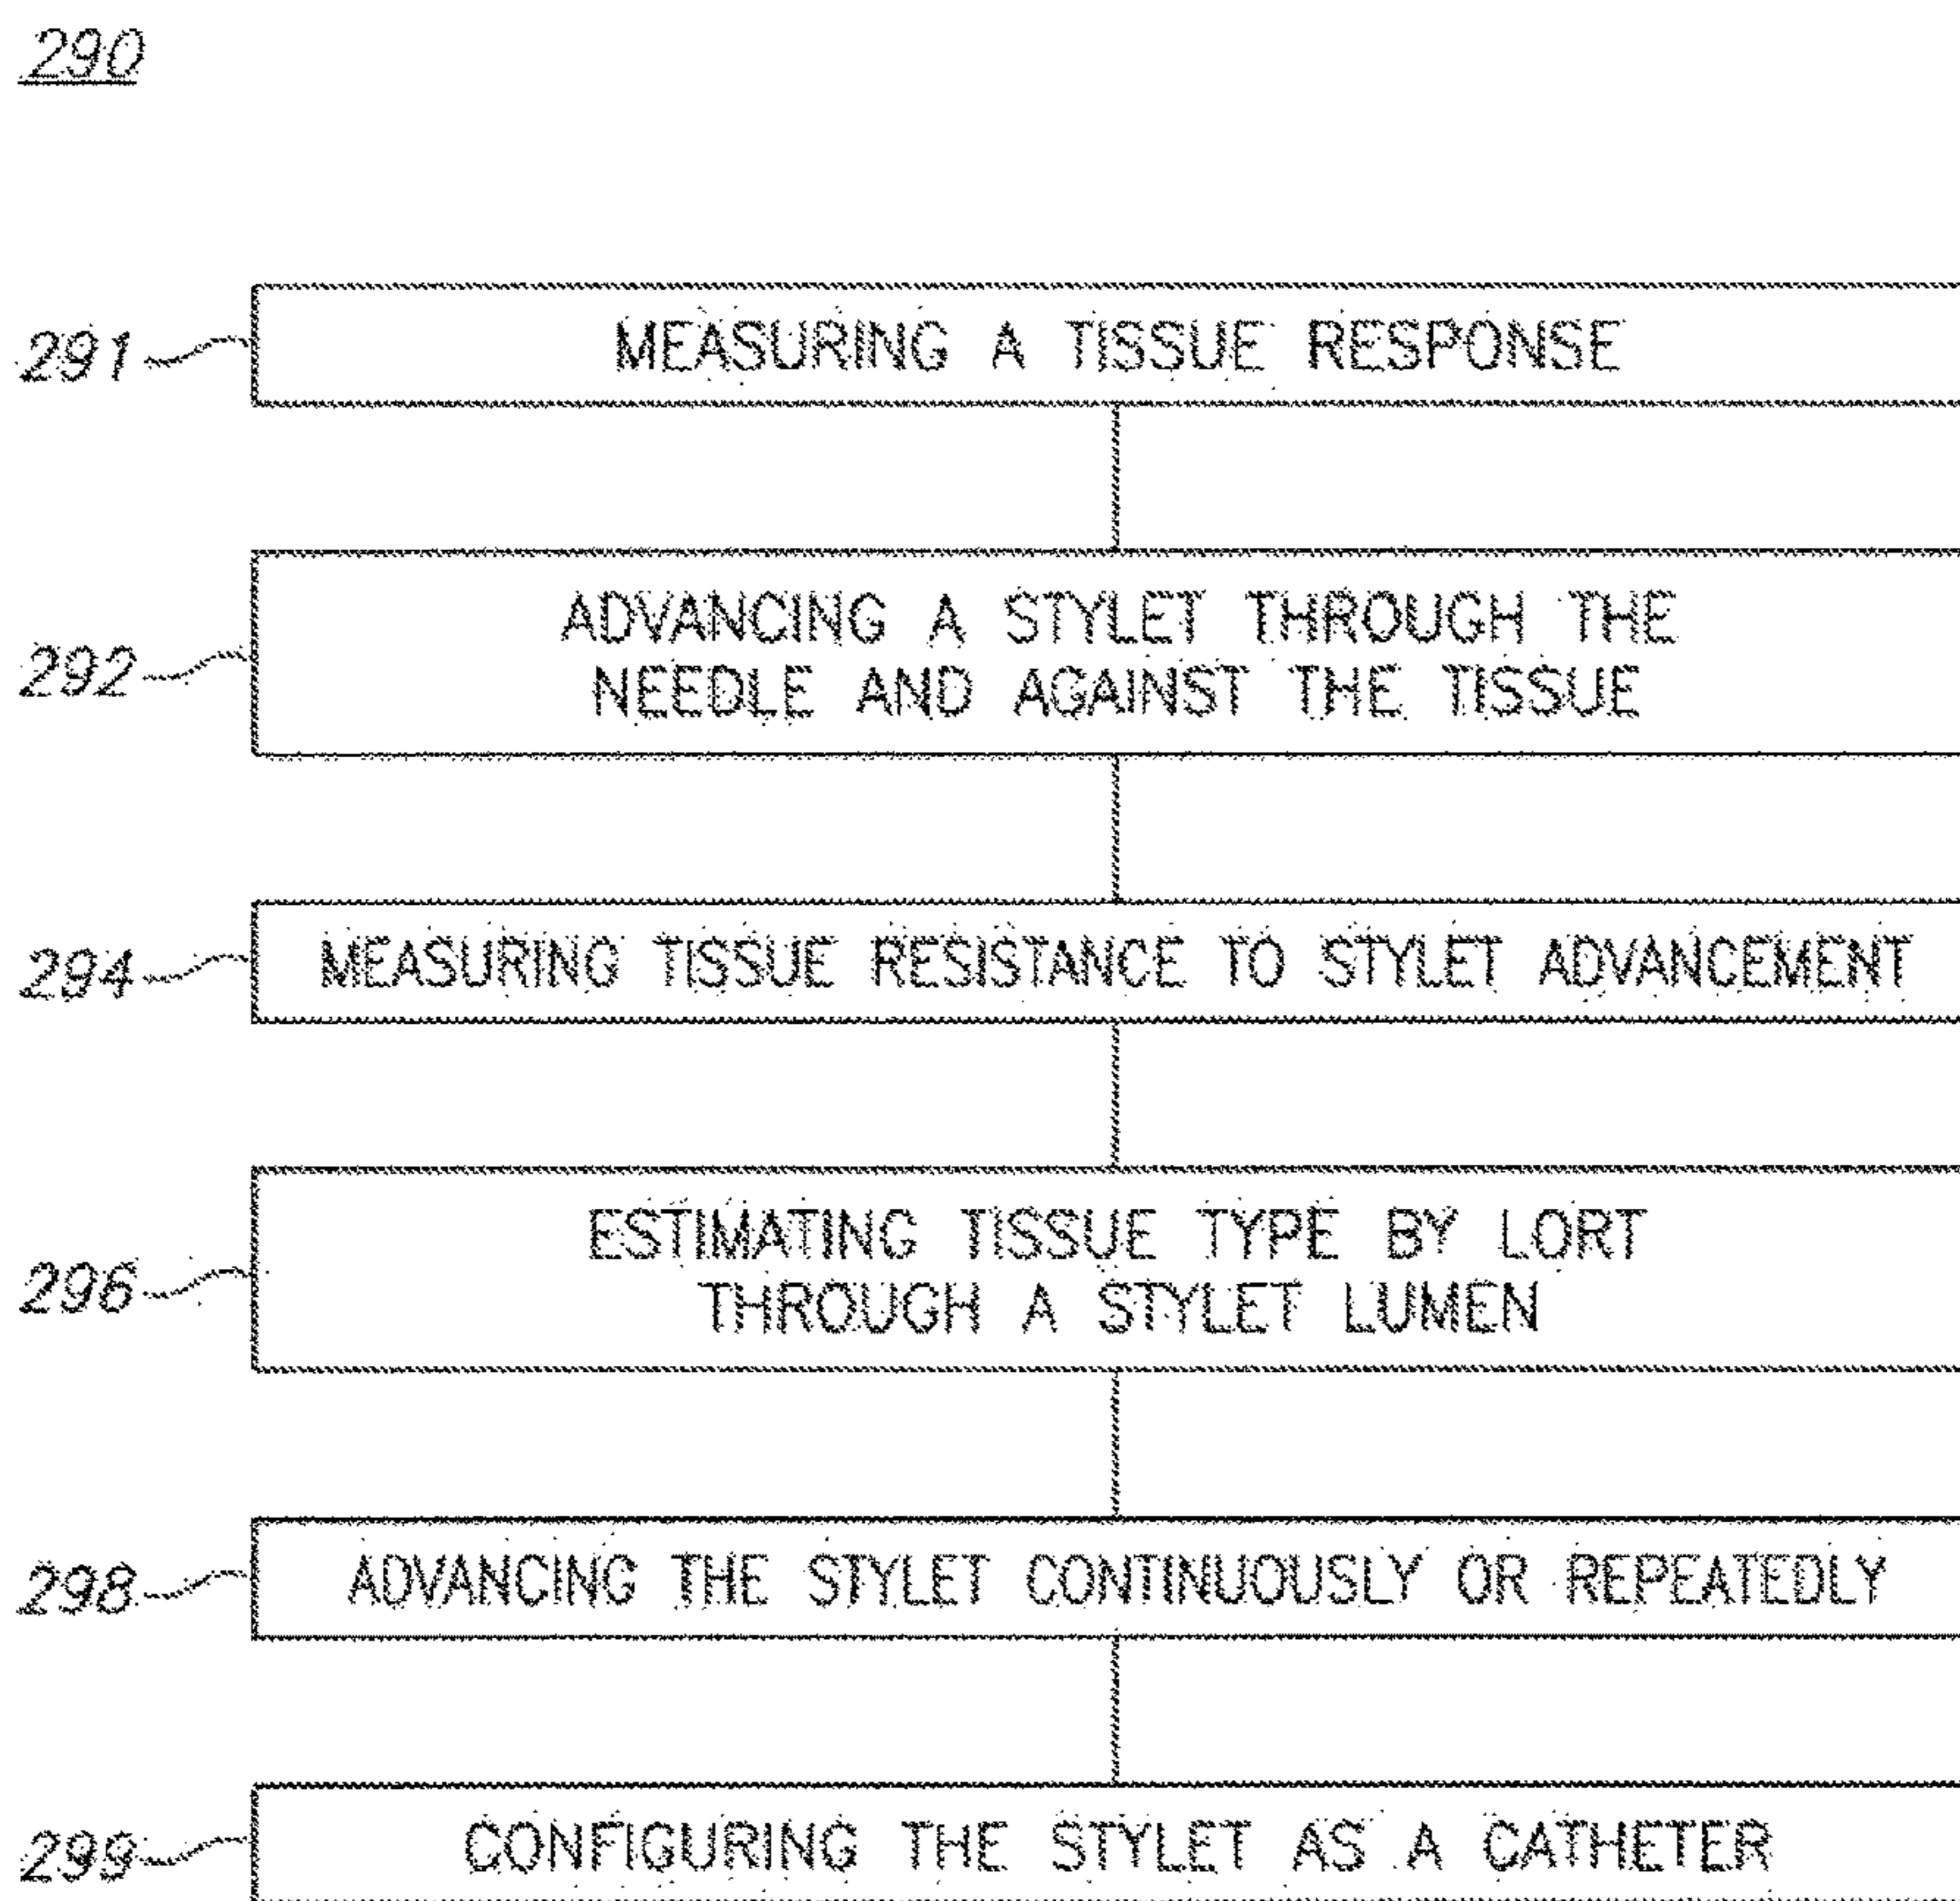 290
291 MEASURING A TISSUE RESPONSE
292 ADVANCING A STYLET THROUGH THE
NEEDLE AND AGAINST THE TISSUE
294 MEASURING TISSUE RESISTANCE TO STYLET ADVANCEMENT
296 ESTIMATING TISSUE TYPE BY LORT
THROUGH A STYLET LUMEN
298 ADVANCING THE STYLET CONTINUOUSLY OR REPEATEDLY
299 CONFIGURING THE STYLET AS A CATHETER